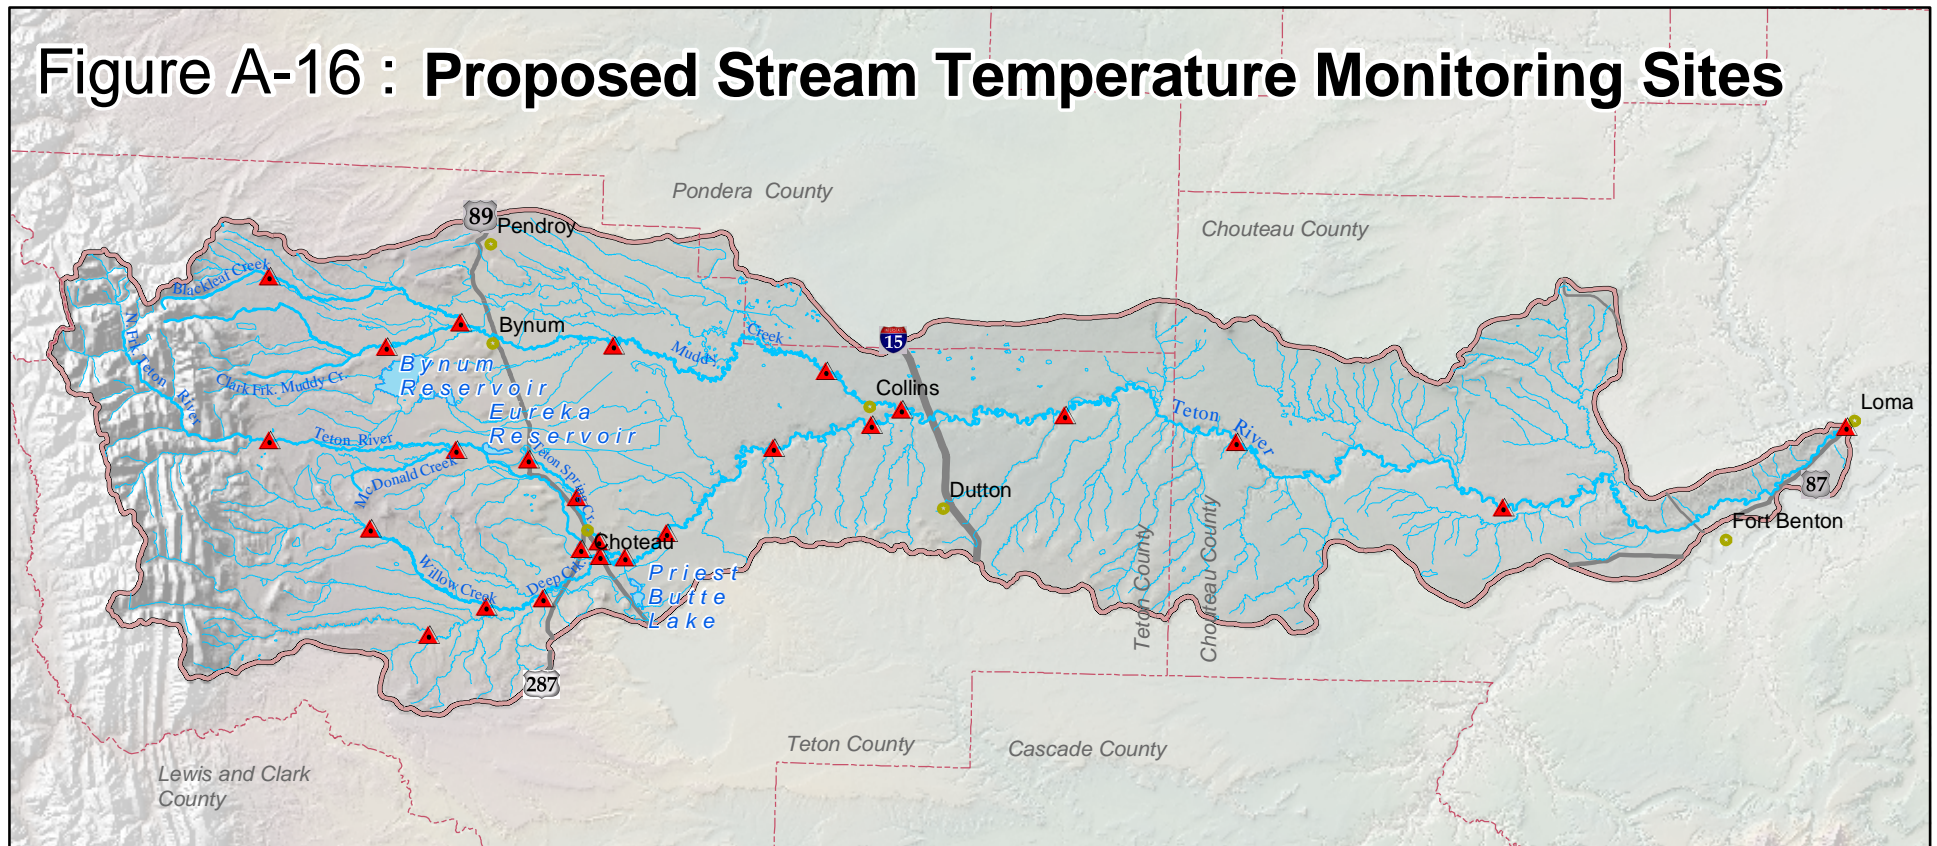 Figure A-16 : Proposed Stream Temperature Monitoring Sites
Pondera County
Chouteau County
89
Pendroy
Blackleaf Creek
N. Frk. Teton River
Bynum
Bynum
Reservoir
Clark Frk. Muddy Cr.
Muddy Creek
15
Collins
Eureka
Reservoir
Teton River
Teton River
Loma
McDonald Creek
Teton Spring Cr.
87
Dutton
Fort Benton
Choteau
Willow Creek
Deep Crk.
Priest
Butte
Lake
Teton County
Chouteau County
287
Teton County
Cascade County
Lewis and Clark
County